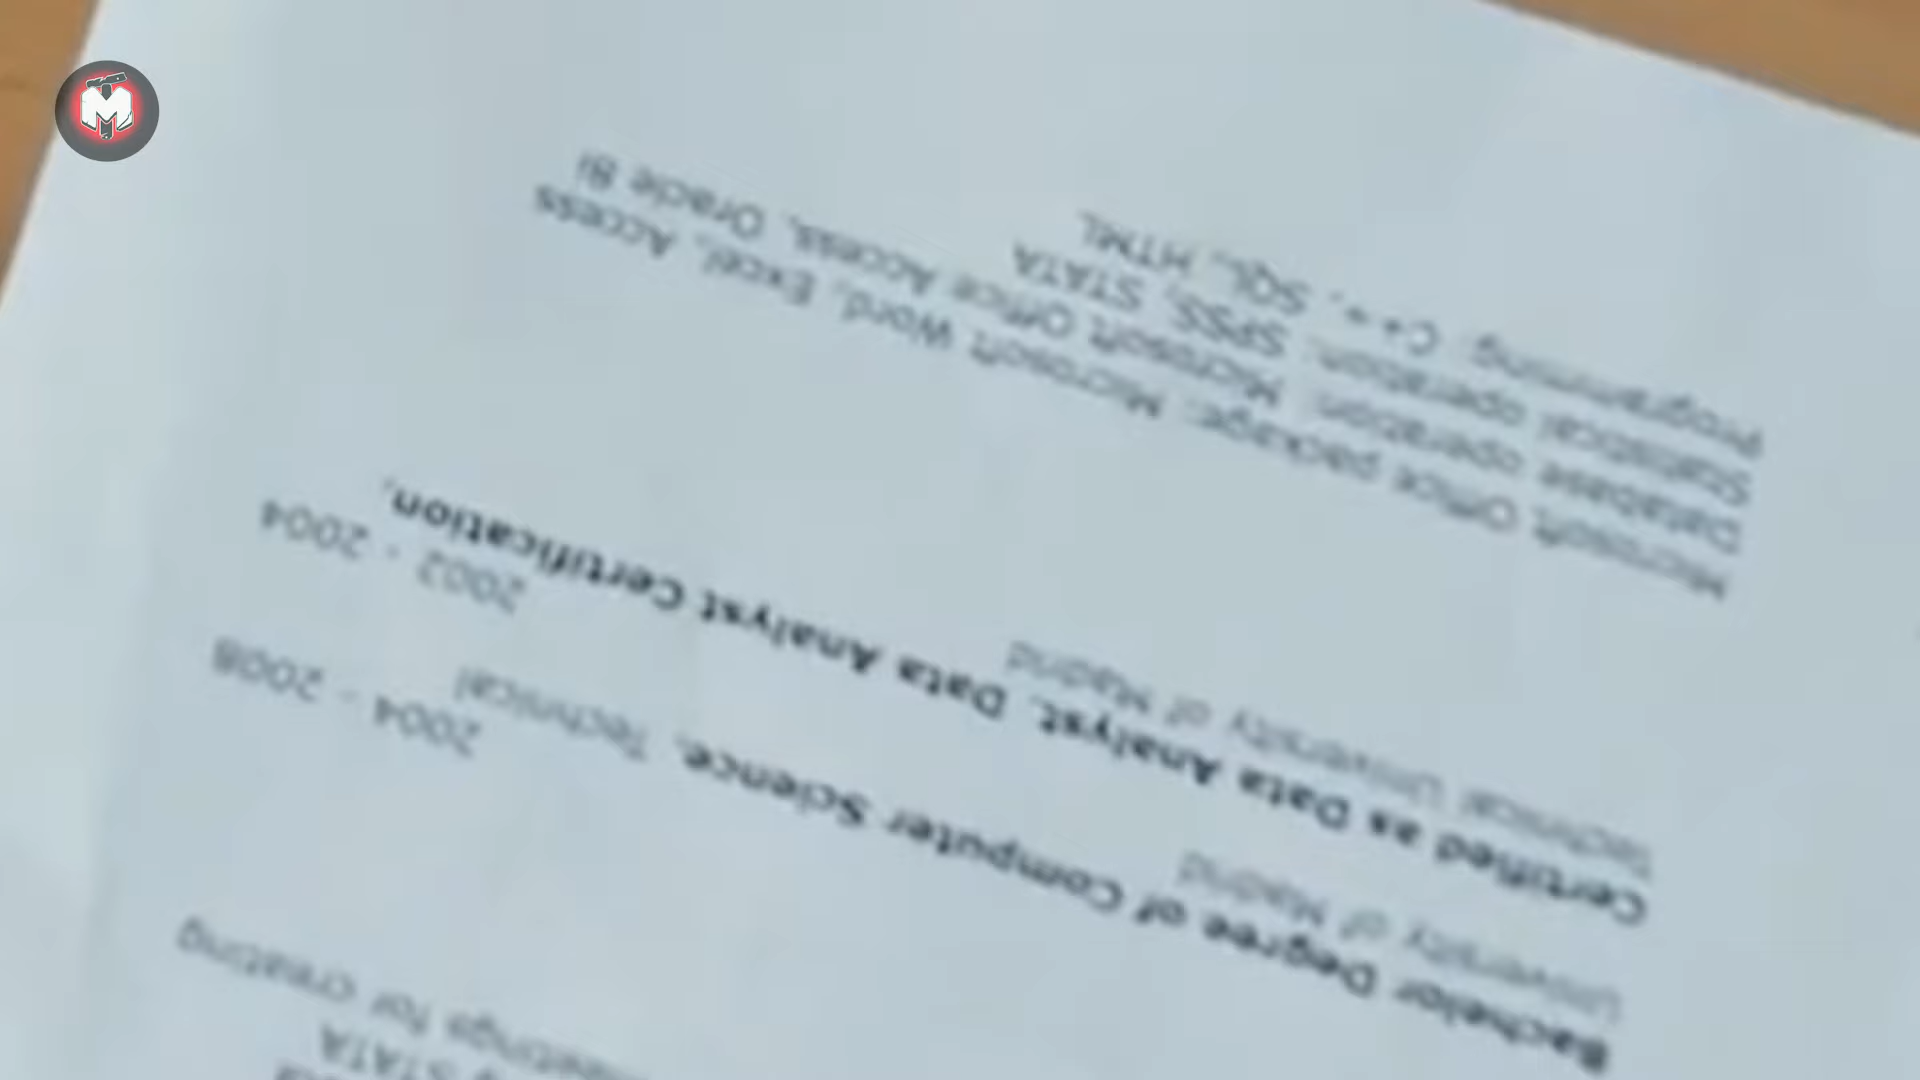 STATA
for creating
2004 - 2008
Bachelor Degree of Computer Science, Technical
University of Madrid
2002 - 2004
Certified as Data Analyst, Data Analyst Certification,
Technical University of Madrid
Microsoft Office package: Microsoft Word, Excel, Access
Database operation: Microsoft Office Access, Oracle BI
Statistical operation: SPSS, STATA
Programming: C++, SQL, HTML
M